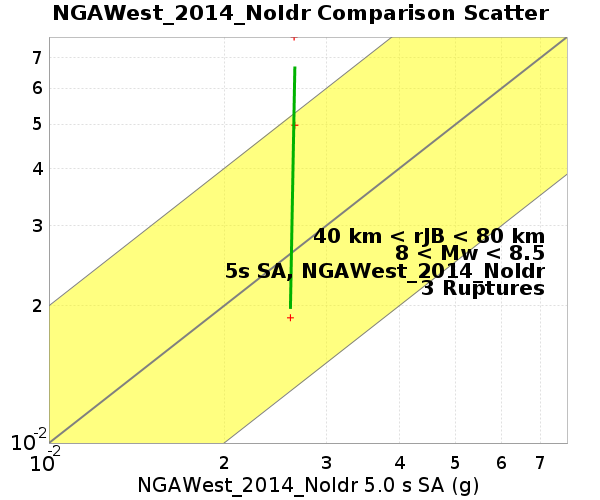 NGAWest_2014_NoIdr Comparison Scatter
7
6
5
4
3
2
10-2
40 km < rJB < 80 km
8 < Mw < 8.5
5s SA, NGAWest_2014_NoIdr
3 Ruptures
10-2 2 3 4 5 6 7
NGAWest_2014_NoIdr 5.0 s SA (g)